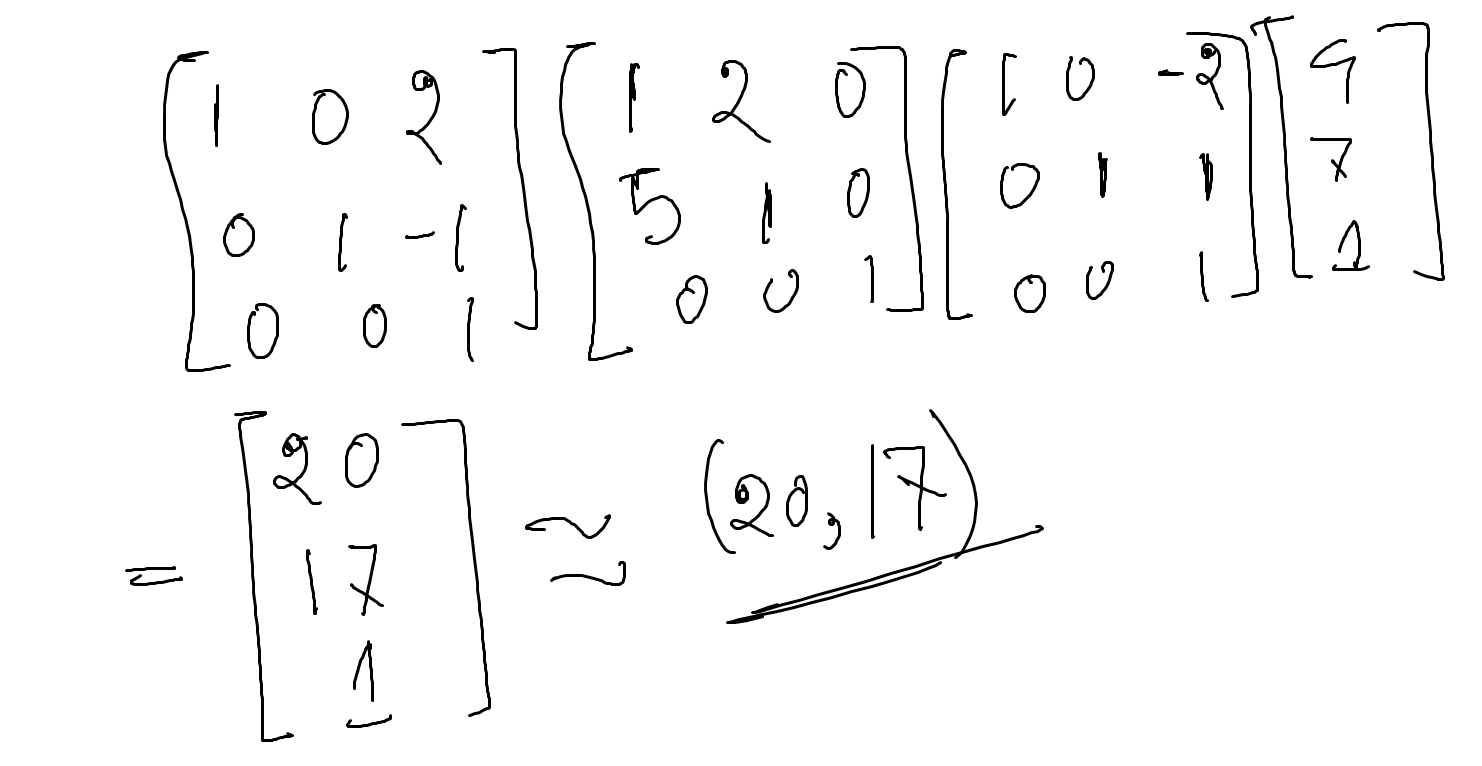 [1 0 2] [1 2 0] [1 0 -2] [4]
[0 1 -1] [5 1 0] [0 1 1] [7]
[0 0 1] [0 0 1] [0 0 1] [1]
= [20 17 1] ≈ (20, 17)